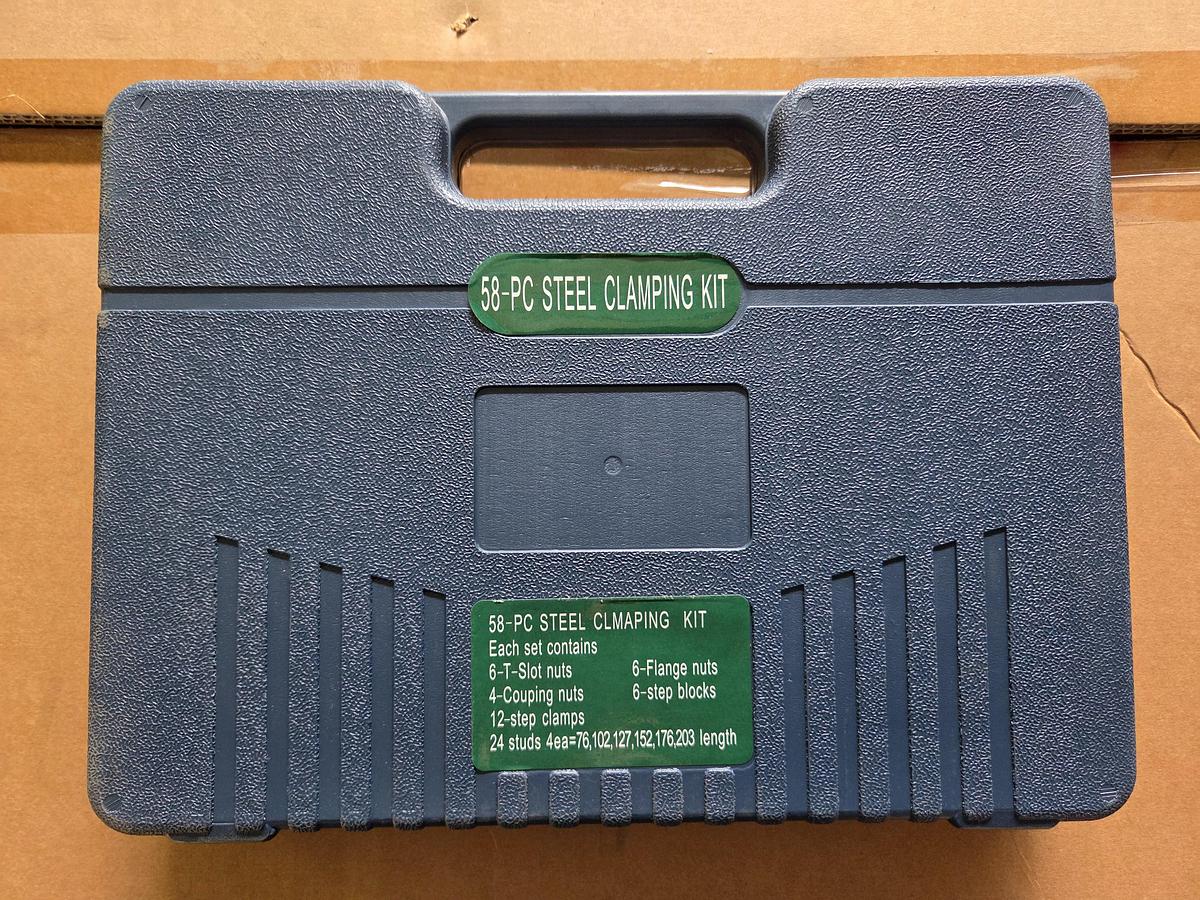 58-PC STEEL CLAMPING KIT
58-PC STEEL CLMAPING KIT
Each set contains
6-T-Slot nuts 6-Flange nuts
4-Couping nuts 6-step blocks
12-step clamps
24 studs 4ea=76,102,127,152,176,203 length